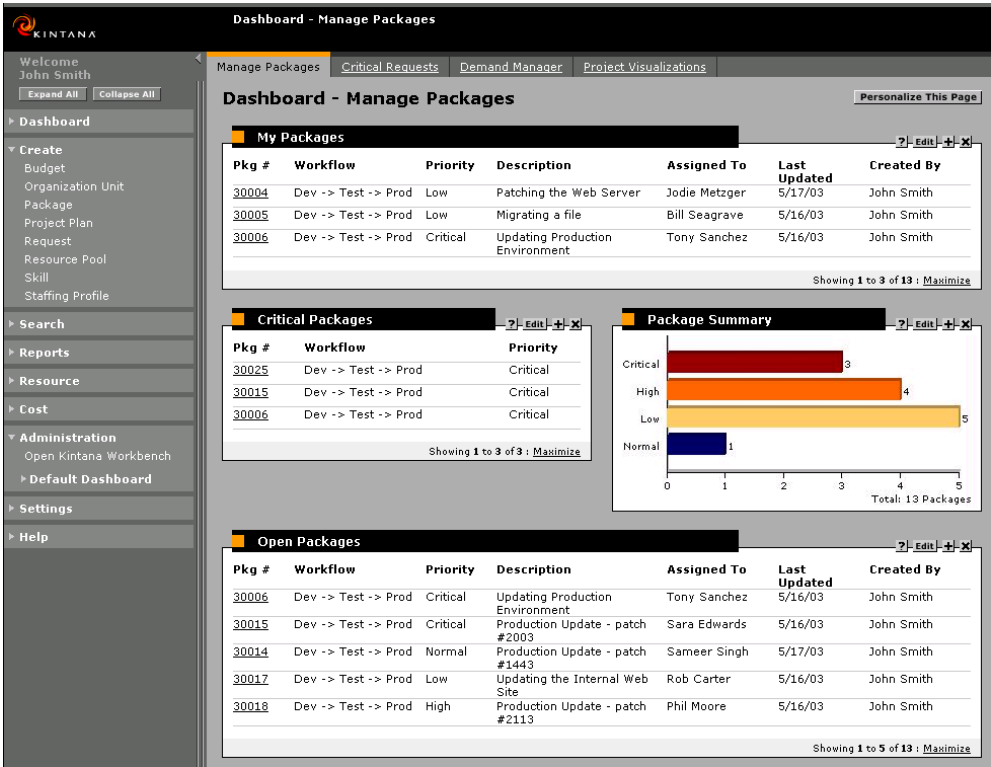 KINTANA
Dashboard - Manage Packages
Welcome
John Smith
Expand All Collapse All
Dashboard
Create
Budget
Organization Unit
Package
Project Plan
Request
Resource Pool
Skill
Staffing Profile
Search
Reports
Resource
Cost
Administration
Open Kintana Workbench
Default Dashboard
Settings
Help
Manage Packages Critical Requests Demand Manager Project Visualizations
Dashboard - Manage Packages
Personalize This Page
My Packages
? Edit + X
Pkg # Workflow Priority Description Assigned To Last Updated Created By
30004 Dev -> Test -> Prod Low Patching the Web Server Jodie Metzger 5/17/03 John Smith
30005 Dev -> Test -> Prod Low Migrating a file Bill Seagrave 5/16/03 John Smith
30006 Dev -> Test -> Prod Critical Updating Production Environment Tony Sanchez 5/16/03 John Smith
Showing 1 to 3 of 13 : Maximize
Critical Packages
? Edit + X
Pkg # Workflow Priority
30025 Dev -> Test -> Prod Critical
30015 Dev -> Test -> Prod Critical
30006 Dev -> Test -> Prod Critical
Showing 1 to 3 of 3 : Maximize
Package Summary
? Edit + X
Critical 3
High 4
Low 5
Normal 1
0 1 2 3 4 5
Total: 13 Packages
Open Packages
? Edit + X
Pkg # Workflow Priority Description Assigned To Last Updated Created By
30006 Dev -> Test -> Prod Critical Updating Production Environment Tony Sanchez 5/16/03 John Smith
30015 Dev -> Test -> Prod Critical Production Update - patch #2003 Sara Edwards 5/16/03 John Smith
30014 Dev -> Test -> Prod Normal Production Update - patch #1443 Sameer Singh 5/17/03 John Smith
30017 Dev -> Test -> Prod Low Updating the Internal Web Site Rob Carter 5/16/03 John Smith
30018 Dev -> Test -> Prod High Production Update - patch #2113 Phil Moore 5/16/03 John Smith
Showing 1 to 5 of 13 : Maximize